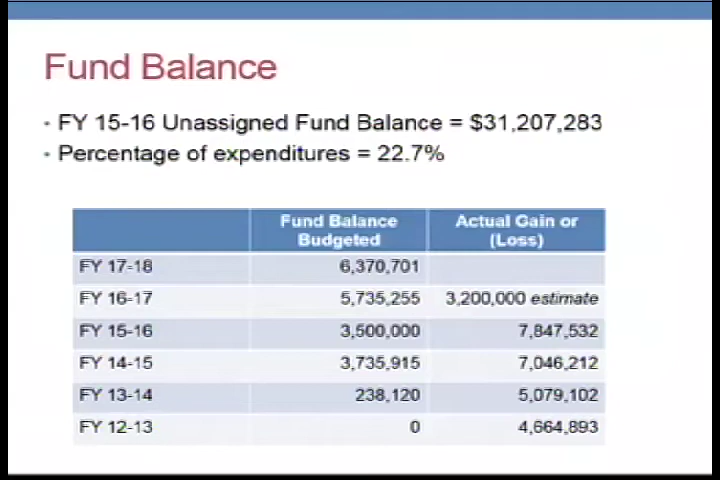 Fund Balance
• FY 15-16 Unassigned Fund Balance = $31,207,283
• Percentage of expenditures = 22.7%
Fund Balance Budgeted Actual Gain or (Loss)
FY 17-18 6,370,701
FY 16-17 5,735,255 3,200,000 estimate
FY 15-16 3,500,000 7,847,532
FY 14-15 3,735,915 7,046,212
FY 13-14 238,120 5,079,102
FY 12-13 0 4,664,893